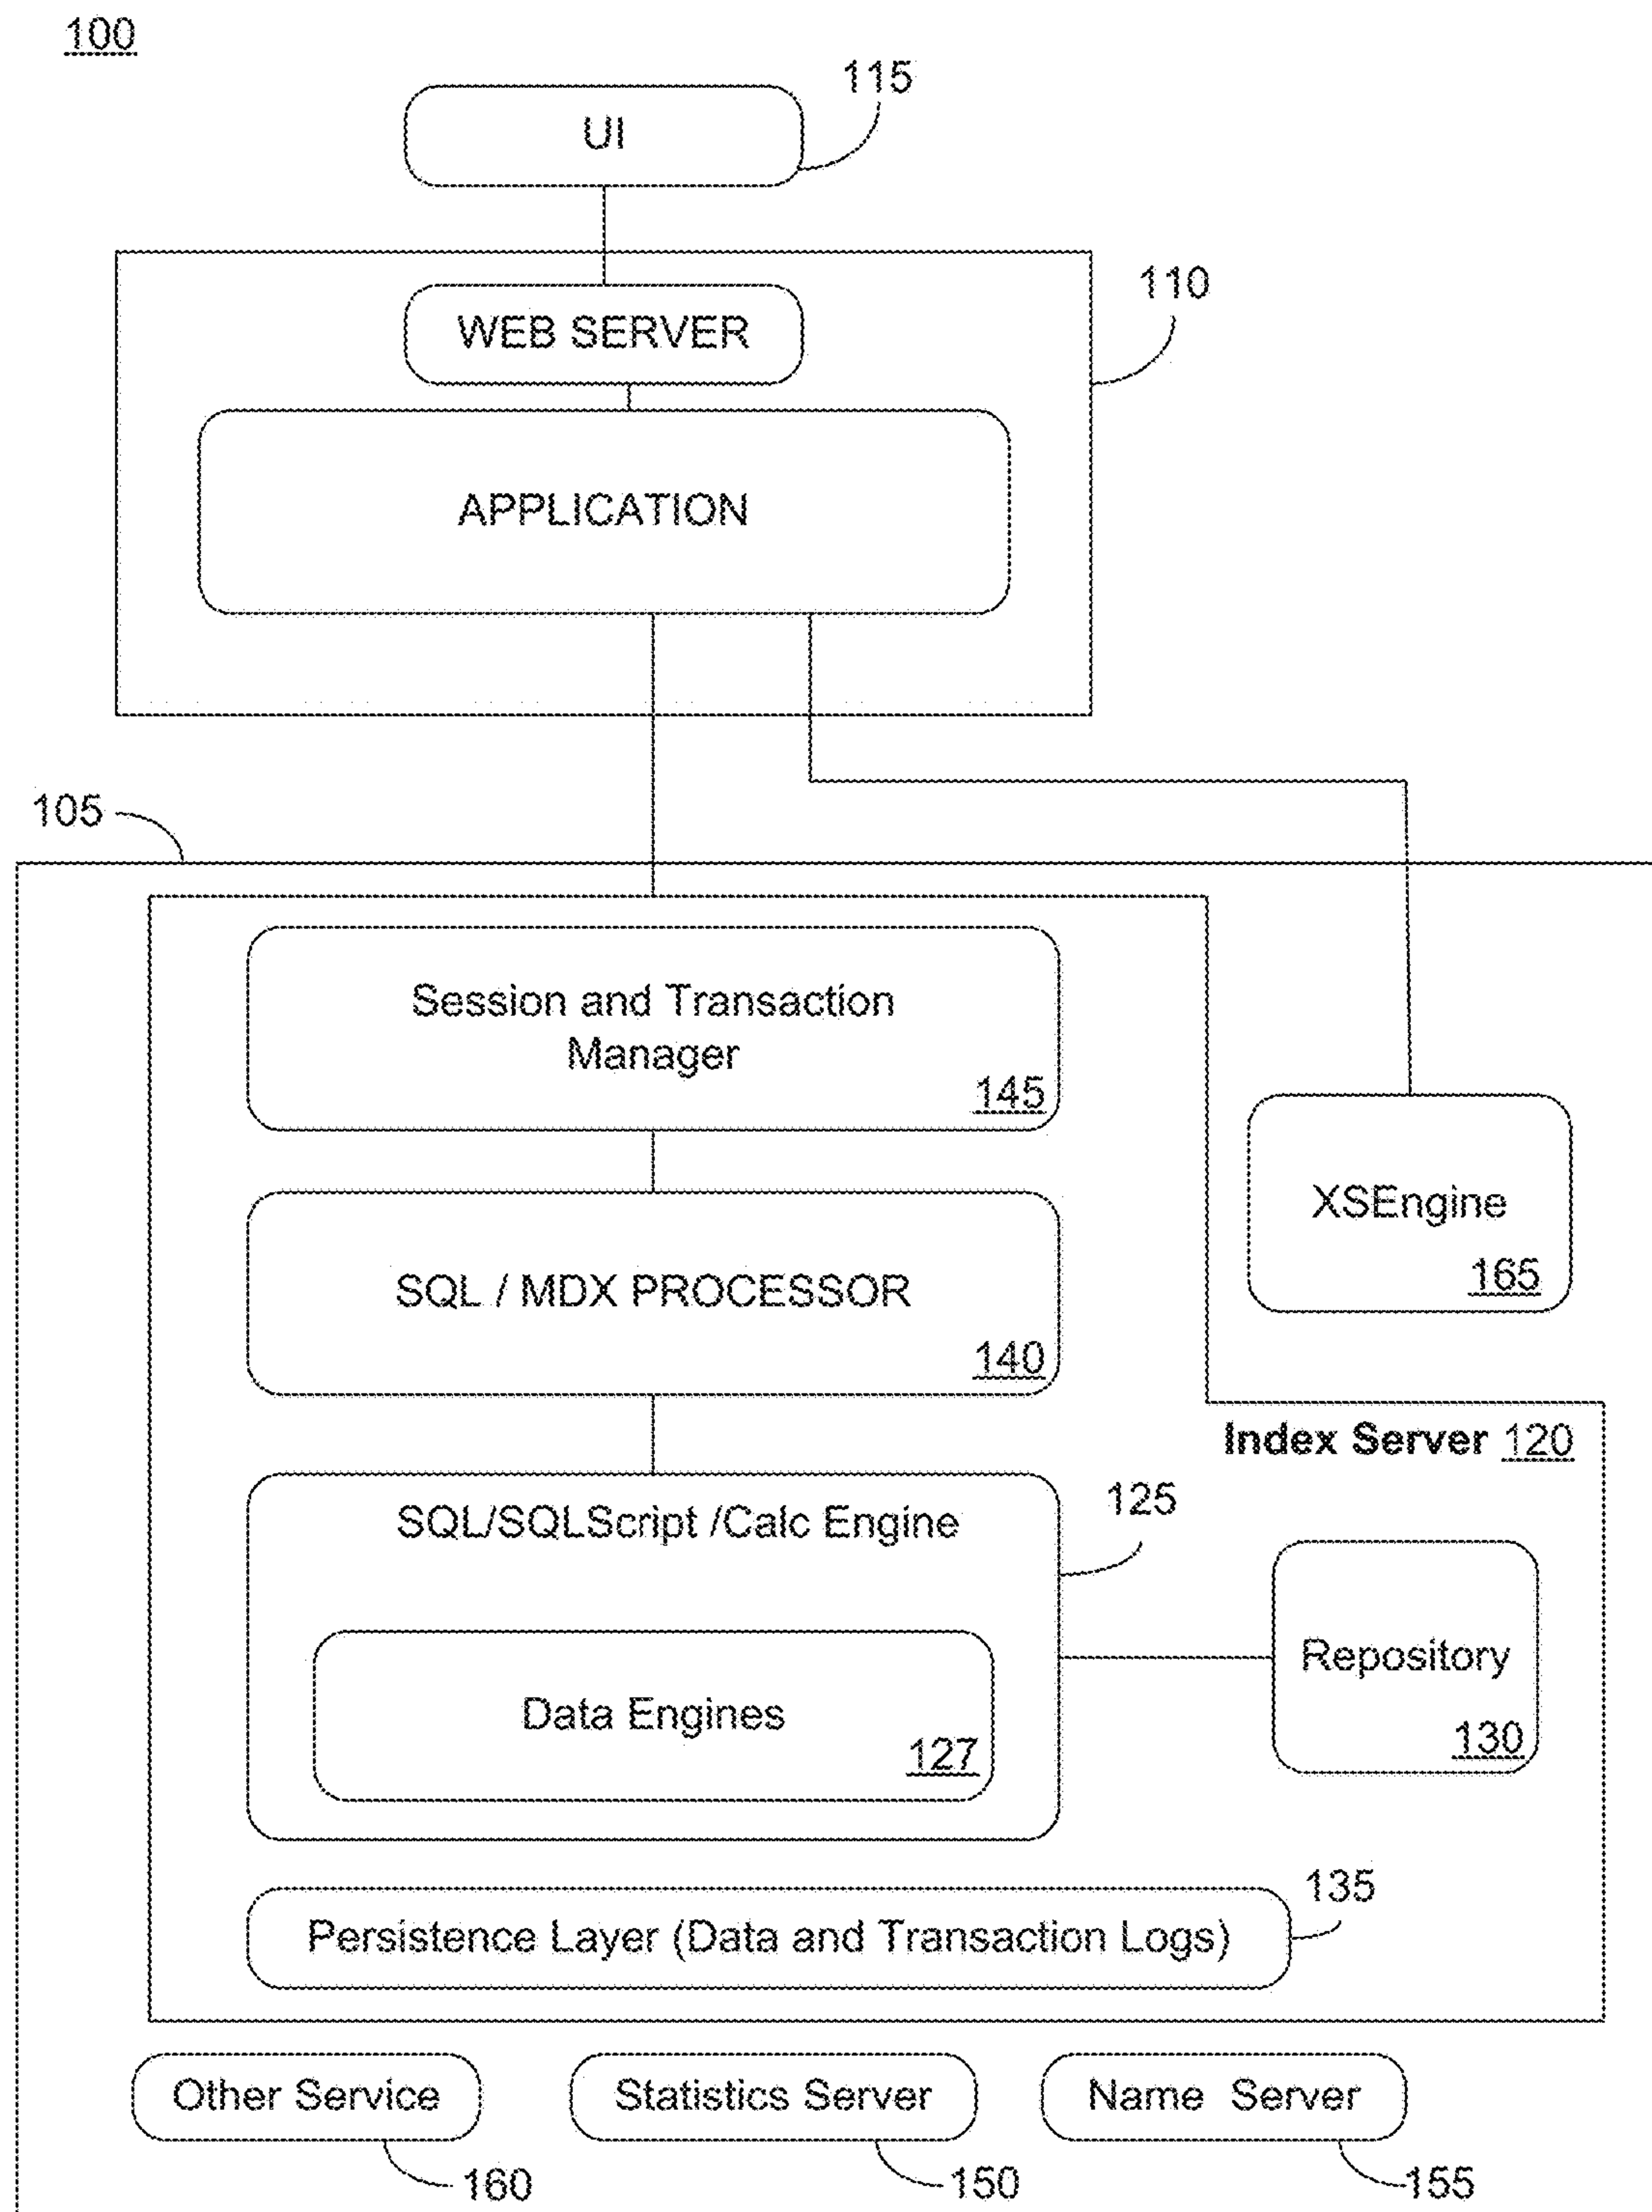 100
115
UI
110
WEB SERVER
APPLICATION
105
Session and Transaction
Manager
145
XSEngine
165
SQL / MDX PROCESSOR
140
Index Server 120
125
SQL/SQLScript /Calc Engine
Repository
130
Data Engines
127
135
Persistence Layer (Data and Transaction Logs)
Other Service
Statistics Server
Name Server
160
150
155